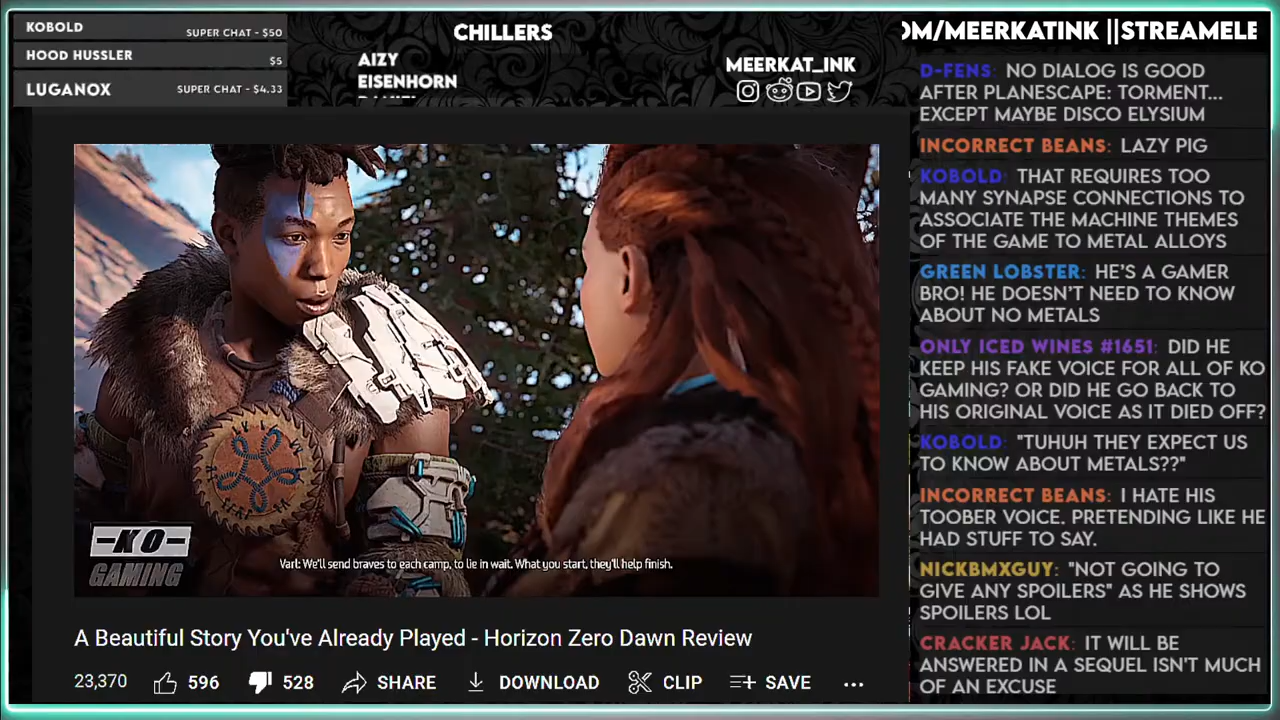 KOBOLD
SUPER CHAT - $50
HOOD HUSSLER
$5
LUGANOX
SUPER CHAT - $4.33
CHILLERS
AIZY
EISENHORN
MEERKAT_INK
OM/MEERKATINK ||STREAMELE
D-FENS: NO DIALOG IS GOOD
AFTER PLANESCAPE: TORMENT...
EXCEPT MAYBE DISCO ELYSIUM
INCORRECT BEANS: LAZY PIG
KOBOLD: THAT REQUIRES TOO
MANY SYNAPSE CONNECTIONS TO
ASSOCIATE THE MACHINE THEMES
OF THE GAME TO METAL ALLOYS
GREEN LOBSTER: HE'S A GAMER
BRO! HE DOESN'T NEED TO KNOW
ABOUT NO METALS
ONLY ICED WINES #1651: DID HE
KEEP HIS FAKE VOICE FOR ALL OF KO
GAMING? OR DID HE GO BACK TO
HIS ORIGINAL VOICE AS IT DIED OFF?
KOBOLD: "TUHUH THEY EXPECT US
TO KNOW ABOUT METALS??"
INCORRECT BEANS: I HATE HIS
TOOBER VOICE. PRETENDING LIKE HE
HAD STUFF TO SAY.
NICKBMXGUY: "NOT GOING TO
GIVE ANY SPOILERS" AS HE SHOWS
SPOILERS LOL
CRACKER JACK: IT WILL BE
ANSWERED IN A SEQUEL ISN'T MUCH
OF AN EXCUSE
-KO-
GAMING
Varl: We'll send braves to each camp, to lie in wait. What you start, they'll help finish.
A Beautiful Story You've Already Played - Horizon Zero Dawn Review
23,370 596 528 SHARE DOWNLOAD CLIP SAVE ...